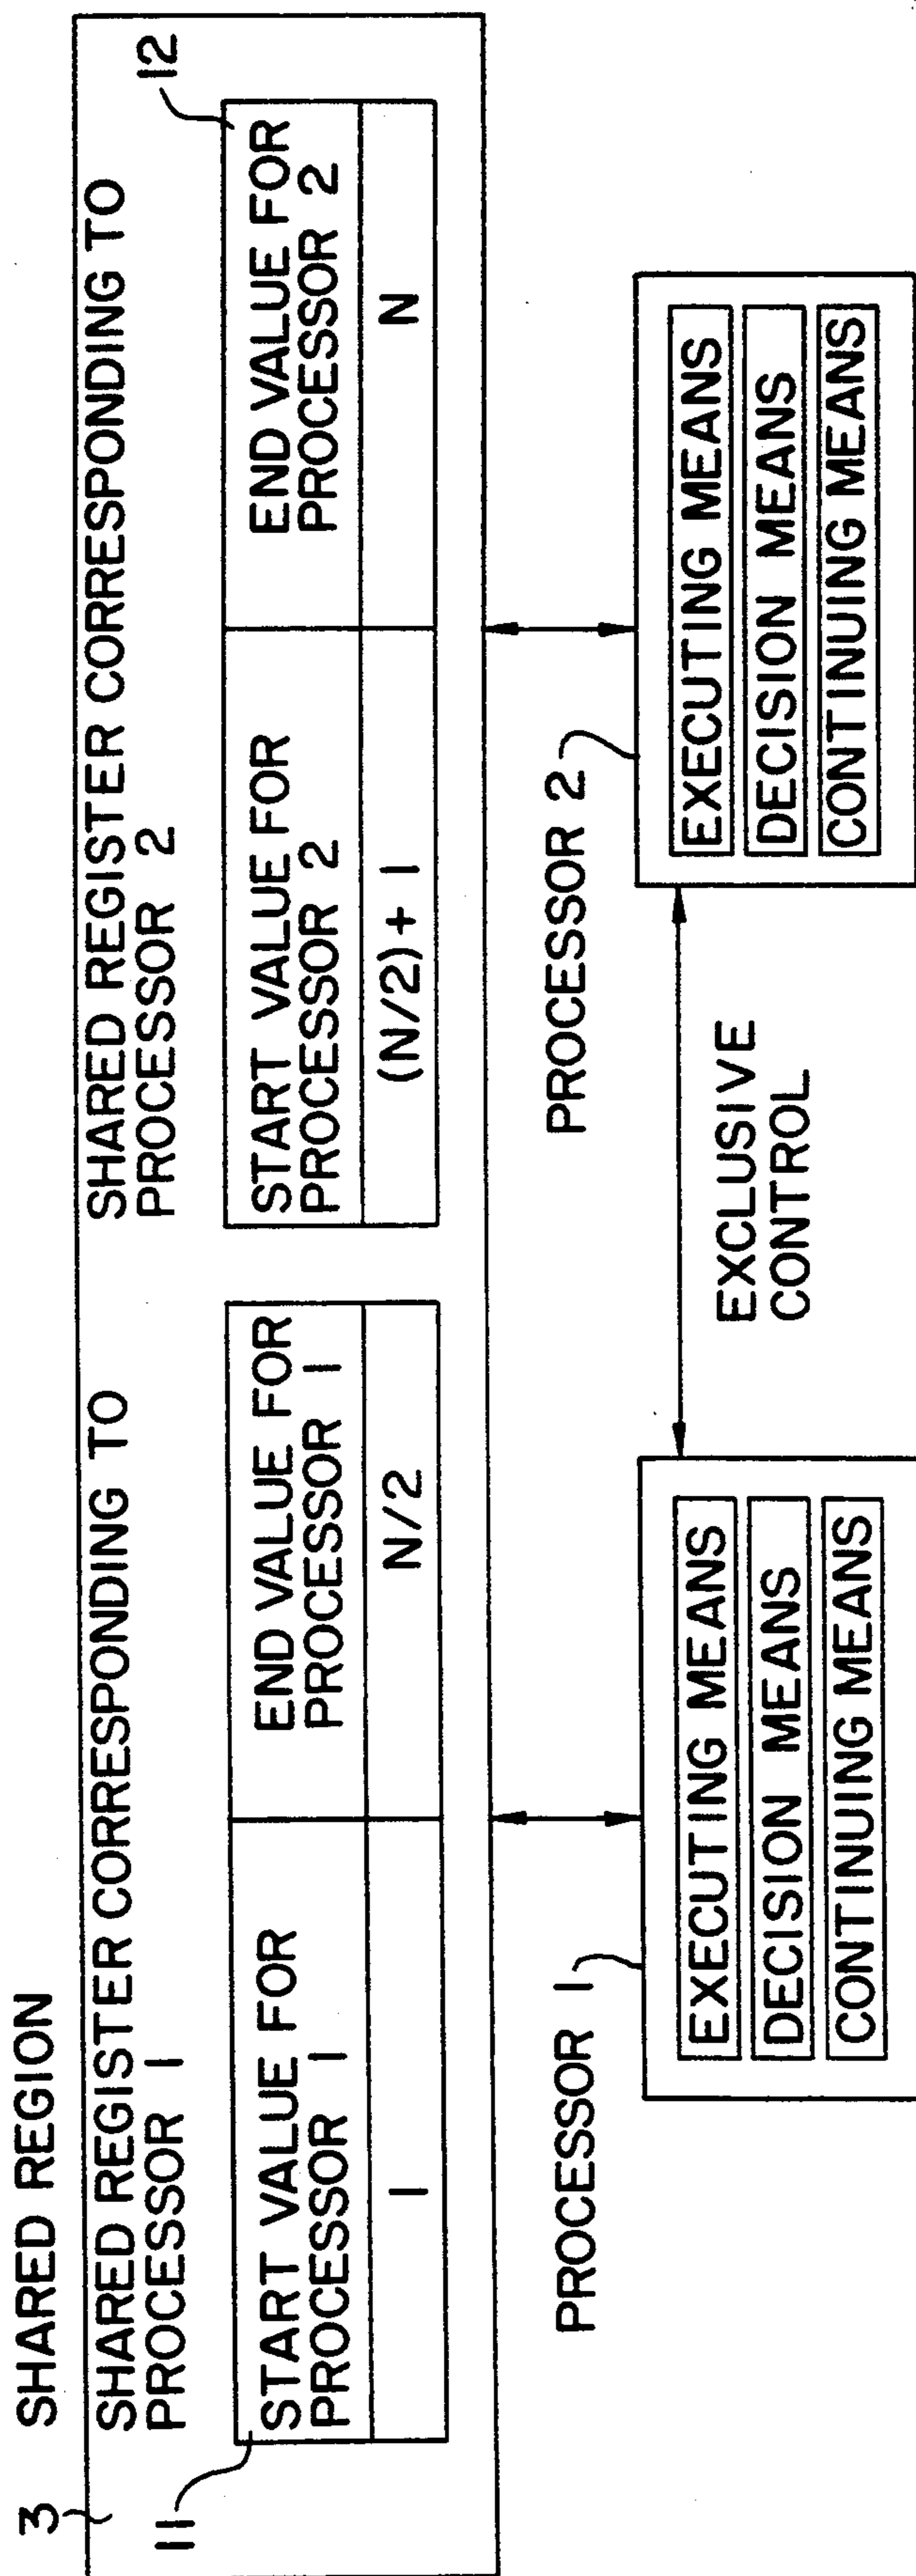 3 SHARED REGION
SHARED REGISTER CORRESPONDING TO
PROCESSOR 1
SHARED REGISTER CORRESPONDING TO
PROCESSOR 2
11
START VALUE FOR
PROCESSOR 1
END VALUE FOR
PROCESSOR 1
1
N/2
START VALUE FOR
PROCESSOR 2
END VALUE FOR
PROCESSOR 2
12
(N/2)+1
N
PROCESSOR 1
EXECUTING MEANS
DECISION MEANS
CONTINUING MEANS
EXCLUSIVE
CONTROL
PROCESSOR 2
EXECUTING MEANS
DECISION MEANS
CONTINUING MEANS